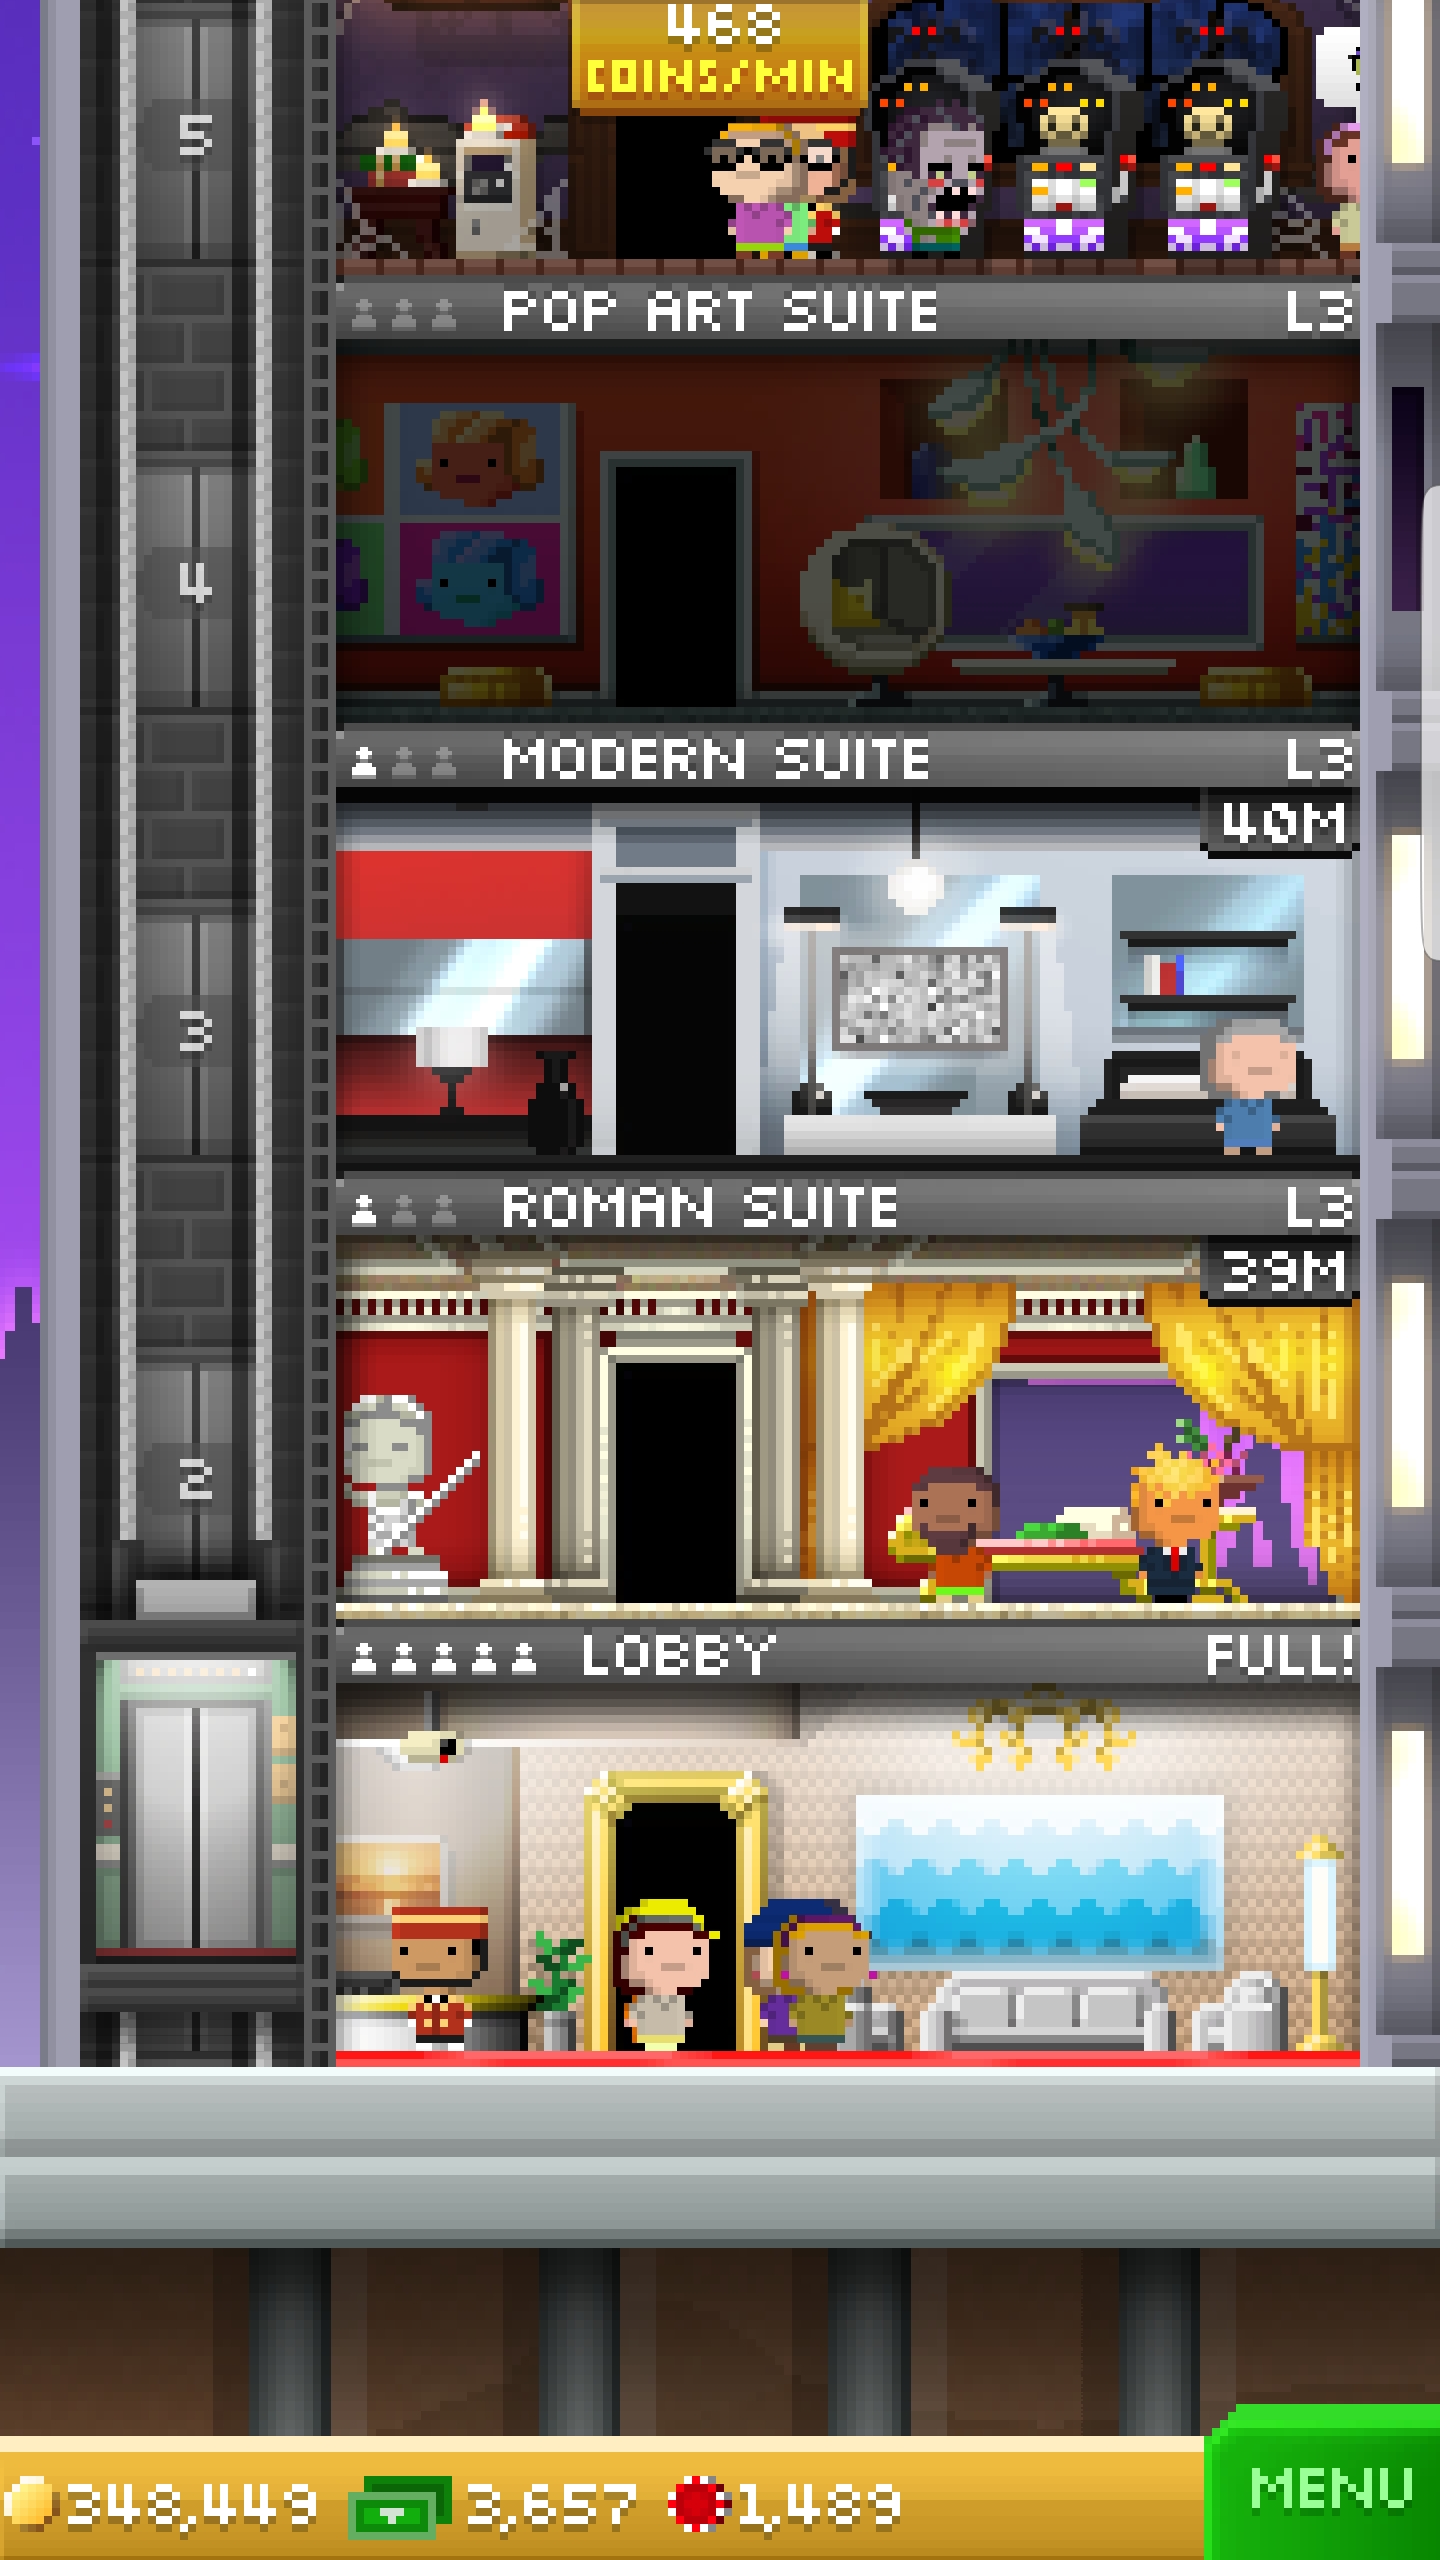 468
COINS/MIN
5
POP ART SUITE L3
4
MODERN SUITE L3
40M
3
ROMAN SUITE L3
39M
2
LOBBY FULL!
348,449 3,657 1,489
MENU